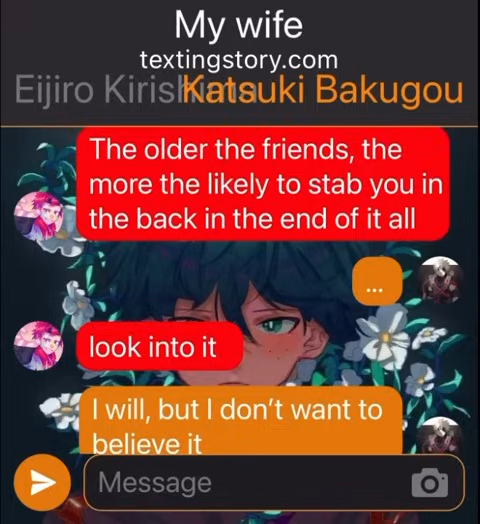 My wife
textingstory.com
Eijiro Kirishima Katsuki Bakugou
The older the friends, the
more the likely to stab you in
the back in the end of it all
...
look into it
I will, but I don’t want to
believe it
Message